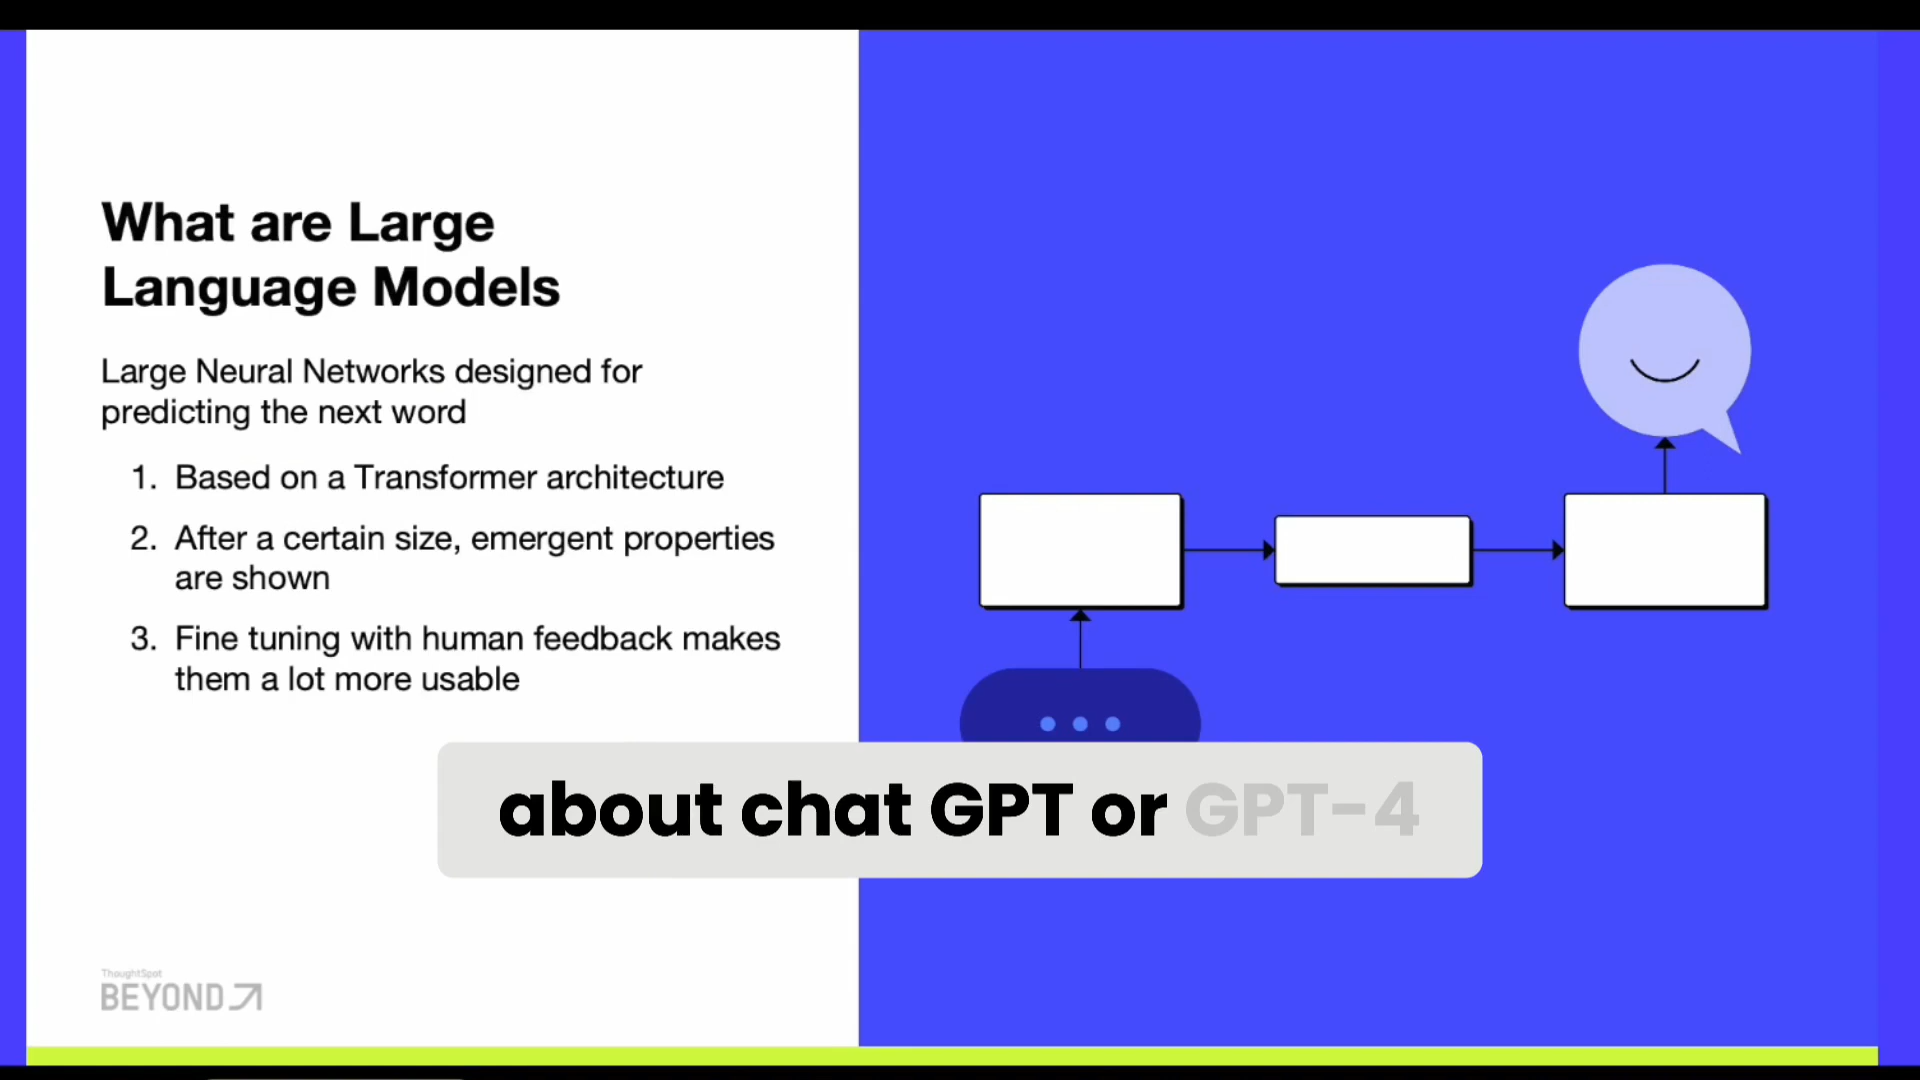 What are Large
Language Models
Large Neural Networks designed for
predicting the next word
1. Based on a Transformer architecture
2. After a certain size, emergent properties
are shown
3. Fine tuning with human feedback makes
them a lot more usable
about chat GPT or GPT-4
ThoughtSpot
BEYOND